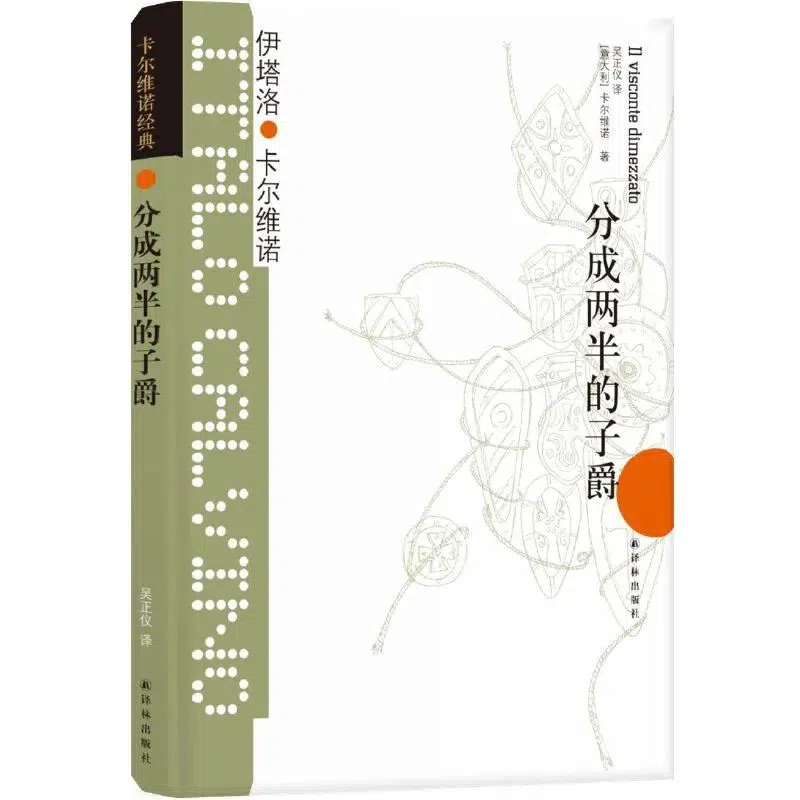 卡尔维诺经典
分成两半的子爵
吴正仪 译
译林出版社
ITALO CALVINO
伊塔洛•卡尔维诺
Il visconte dimezzato
[意大利] 卡尔维诺 著
吴正仪 译
分成两半的子爵
译林出版社